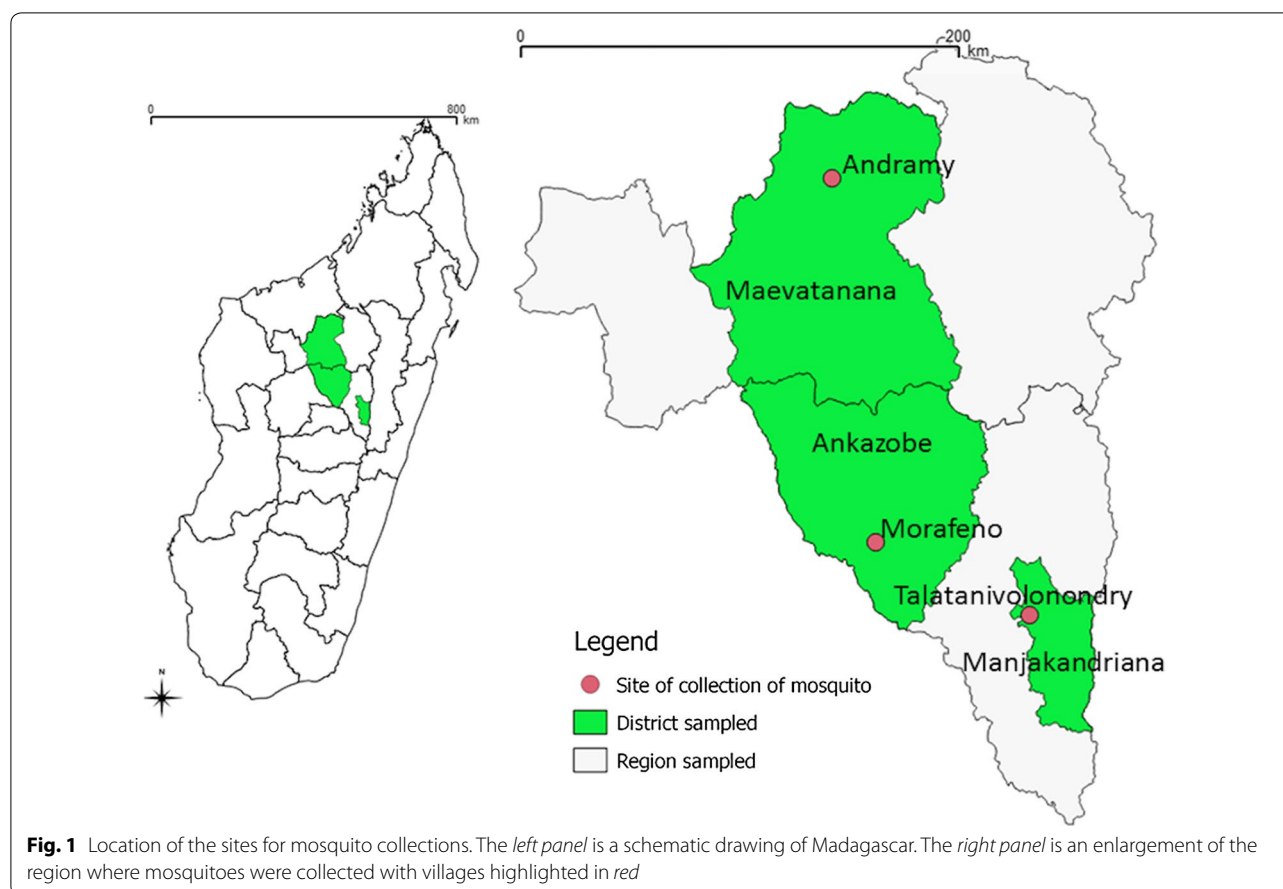 0 200
km
0 800
km
Andramy
Maevatanana
Ankazobe
Morafeno
Talatanivolonondry
Manjakandriana
N
Legend
Site of collection of mosquito
District sampled
Region sampled
Fig. 1 Location of the sites for mosquito collections. The left panel is a schematic drawing of Madagascar. The right panel is an enlargement of the
region where mosquitoes were collected with villages highlighted in red